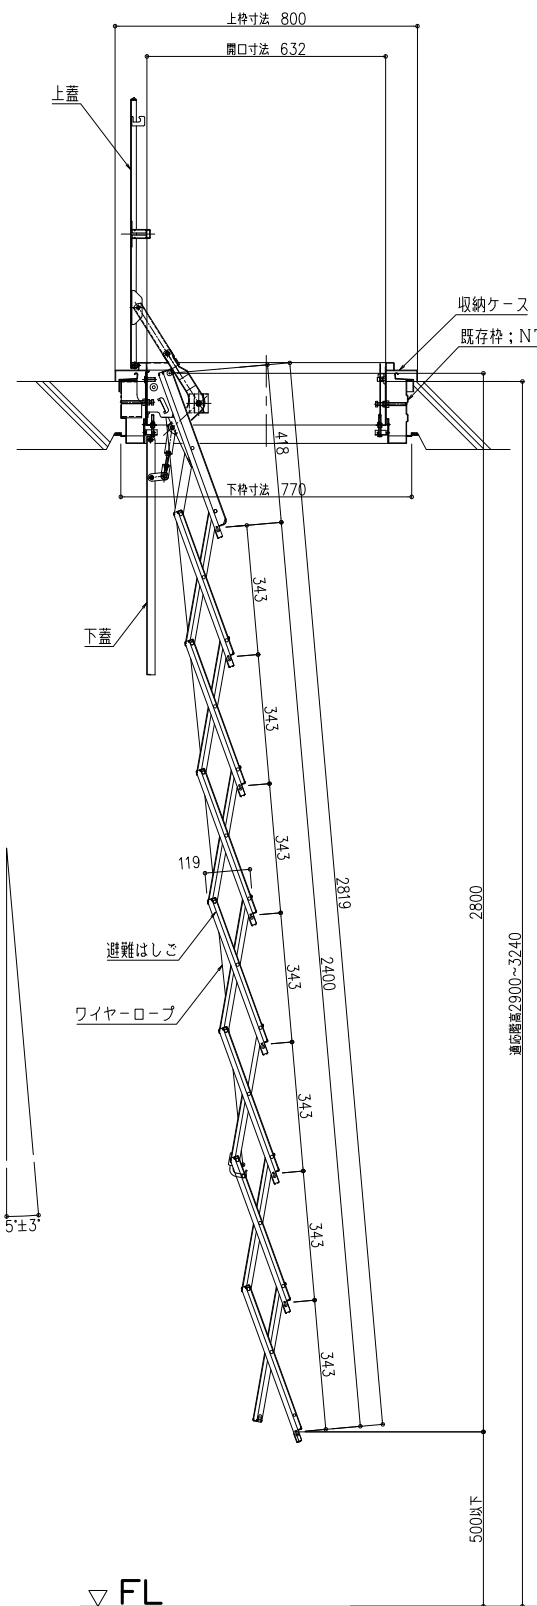 上枠寸法 800
開口寸法 632
上蓋
収納ケース
既存枠；N
418
下枠寸法 770
343
下蓋
343
343
119
2819
2800
避難はしご
2400
適応階高2900~3240
343
ワイヤーロープ
343
5°±3°
343
343
500以下
▽ FL